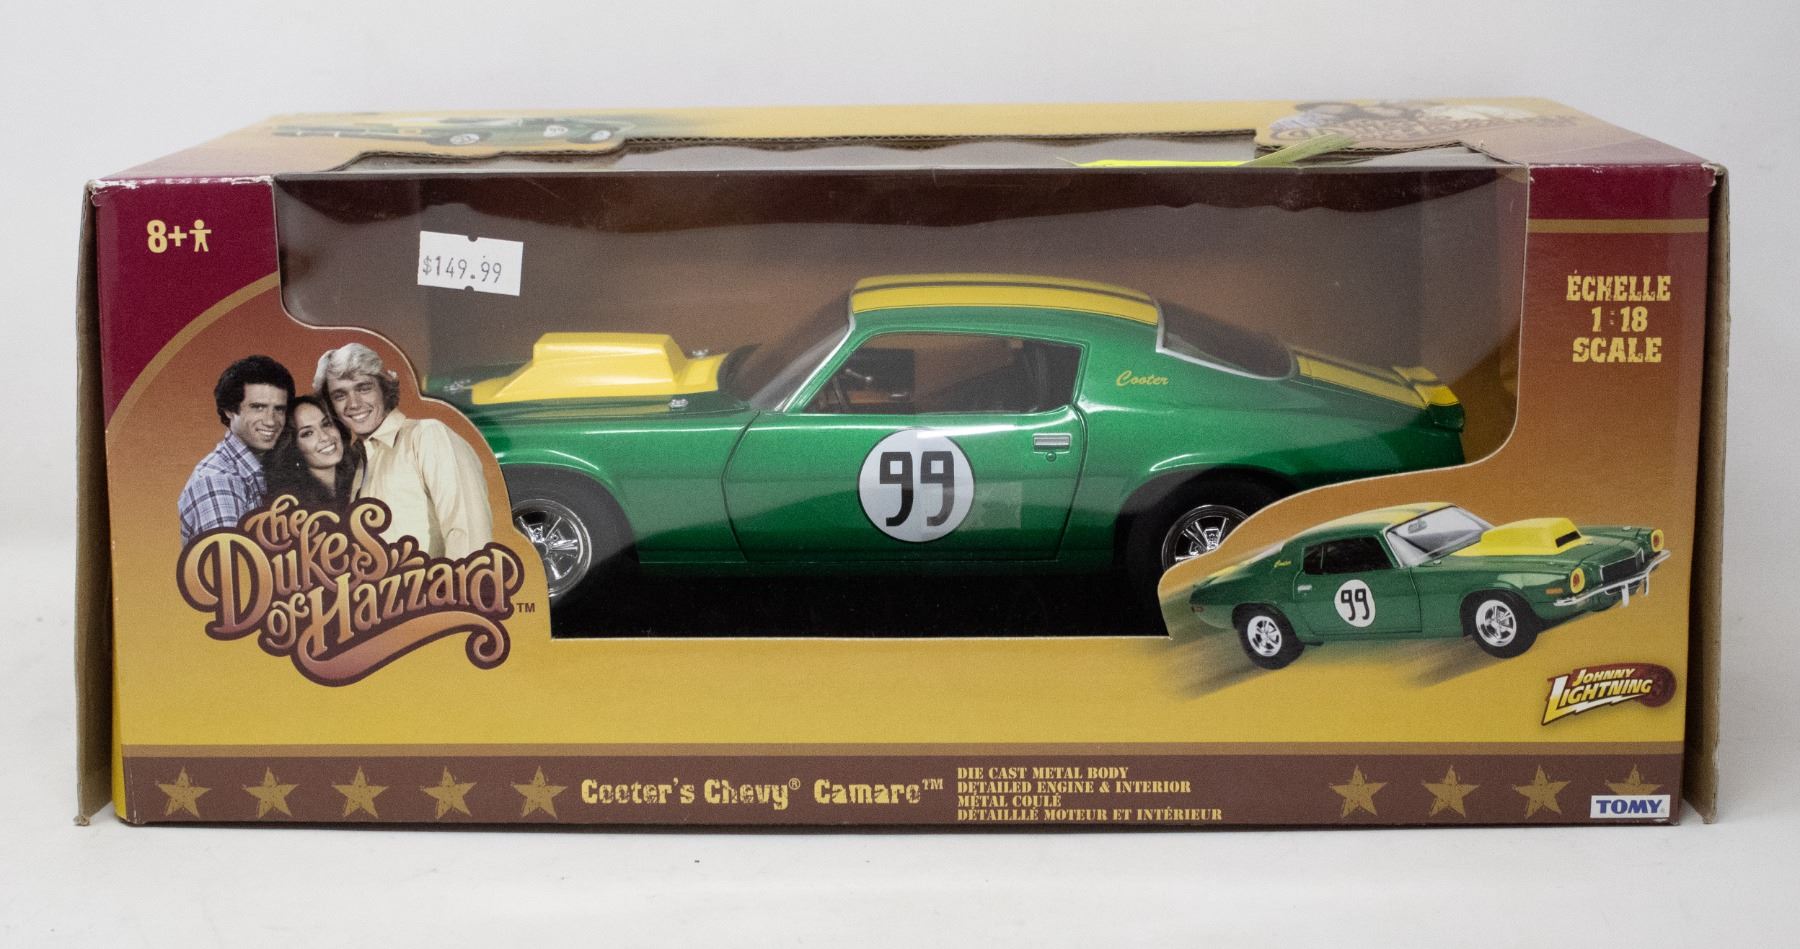 8+
$149.99
ÉCHELLE
1:18
SCALE
Cooter
99
The
Dukes
of Hazzard™
99
JOHNNY
LIGHTNING
Cooter's Chevy® Camaro™
DIE CAST METAL BODY
DETAILED ENGINE & INTERIOR
MÉTAL COULÉ
DÉTAILLLÉ MOTEUR ET INTÉRIEUR
TOMY